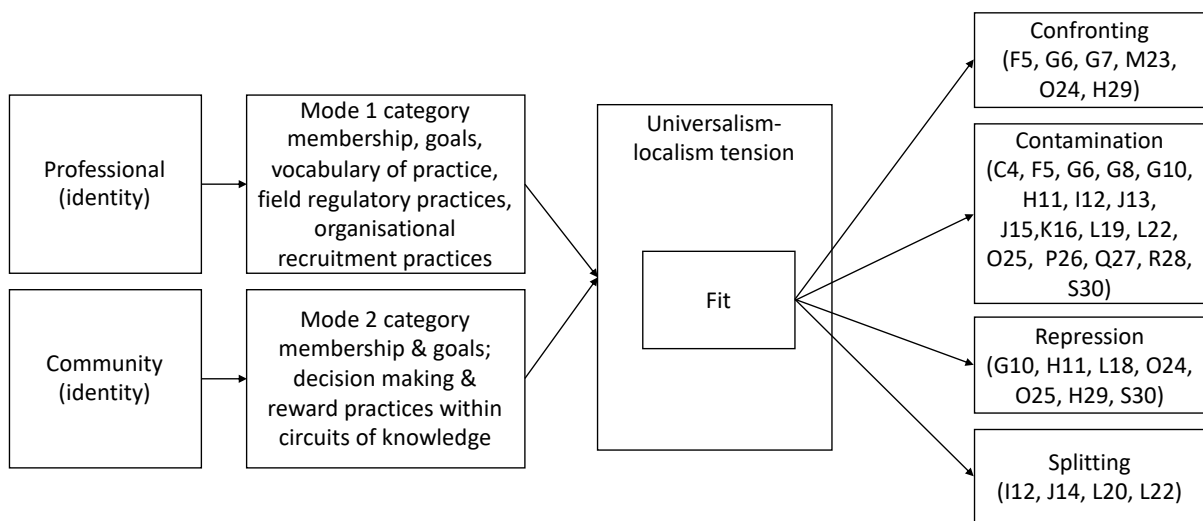 Professional
(identity)
Community
(identity)
Mode 1 category
membership, goals,
vocabulary of practice,
field regulatory practices,
organisational
recruitment practices
Mode 2 category
membership & goals;
decision making &
reward practices within
circuits of knowledge
Universalism-
localism tension
Fit
Confronting
(F5, G6, G7, M23,
O24, H29)
Contamination
(C4, F5, G6, G8, G10,
H11, I12, J13,
J15,K16, L19, L22,
O25,  P26, Q27, R28,
S30)
Repression
(G10, H11, L18, O24,
O25, H29, S30)
Splitting
(I12, J14, L20, L22)